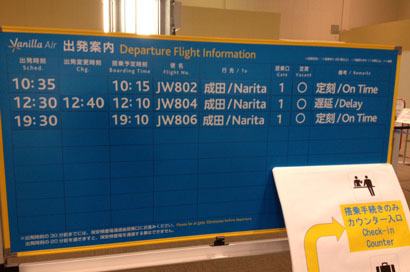 Vanilla Air 出発案内 Departure Flight Information
出発時刻 出発変更時刻 搭乗予定時刻 便名 行先/To 搭乗口 空席 備考/Remarks
Sched. Chg. Boarding Time Flight No. Gate Vacant
10:35 10:15 JW802 成田/Narita 1 ○ 定刻/On Time
12:30 12:40 12:10 JW804 成田/Narita 1 ○ 遅延/Delay
19:30 19:10 JW806 成田/Narita 1 ○ 定刻/On Time
搭乗手続きのみ
カウンター入口
Check-in
Counter